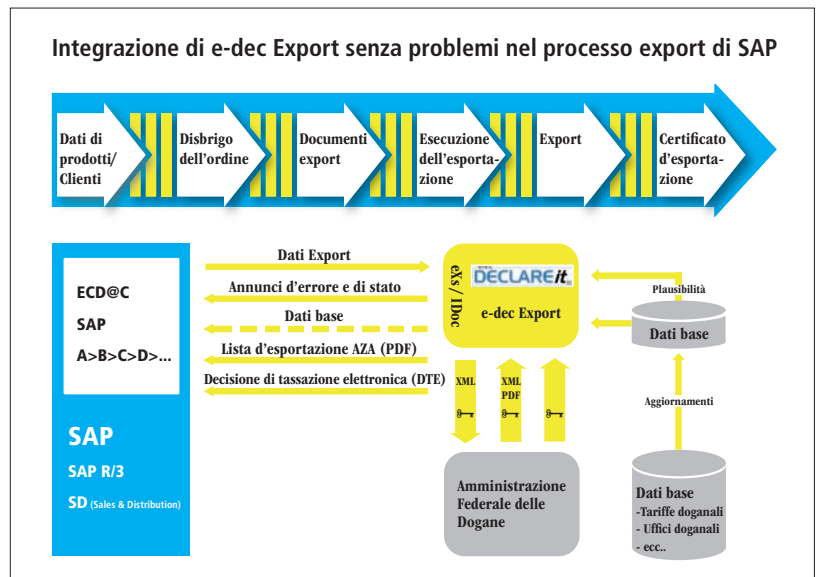 Integrazione di e-dec Export senza problemi nel processo export di SAP
Dati di
prodotti/
Clienti
Disbrigo
dell'ordine
Documenti
export
Esecuzione
dell'esporta-
zione
Export
Certificato
d'esporta-
zione
ECD@C
SAP
A>B>C>D>...
SAP
SAP R/3
SD (Sales & Distribution)
Dati Export
Annunci d'errore e di stato
Dati base
Lista d'esportazione AZA (PDF)
Decisione di tassazione elettronica (DTE)
eXs / IDoc
DECLAREit
e-dec Export
XML
XML
PDF
Amministrazione
Federale delle
Dogane
Plausibilità
Dati base
Aggiornamenti
Dati base
-Tariffe doganali
- Uffici doganali
- ecc..